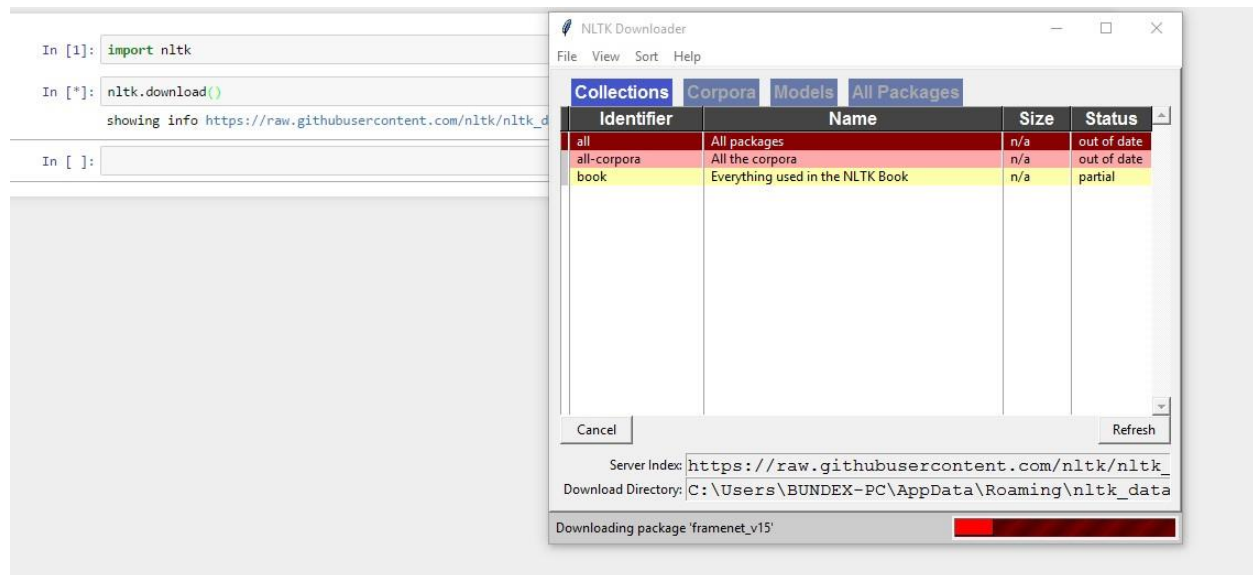 In [1]: import nltk
In [*]: nltk.download()
showing info https://raw.githubusercontent.com/nltk/nltk_d
In [ ]:
NLTK Downloader
File View Sort Help
Collections Corpora Models All Packages
Identifier Name Size Status
all All packages n/a out of date
all-corpora All the corpora n/a out of date
book Everything used in the NLTK Book n/a partial
Cancel Refresh
Server Index: https://raw.githubusercontent.com/nltk/nltk_
Download Directory: C:\Users\BUNDEX-PC\AppData\Roaming\nltk_data
Downloading package 'framenet_v15'